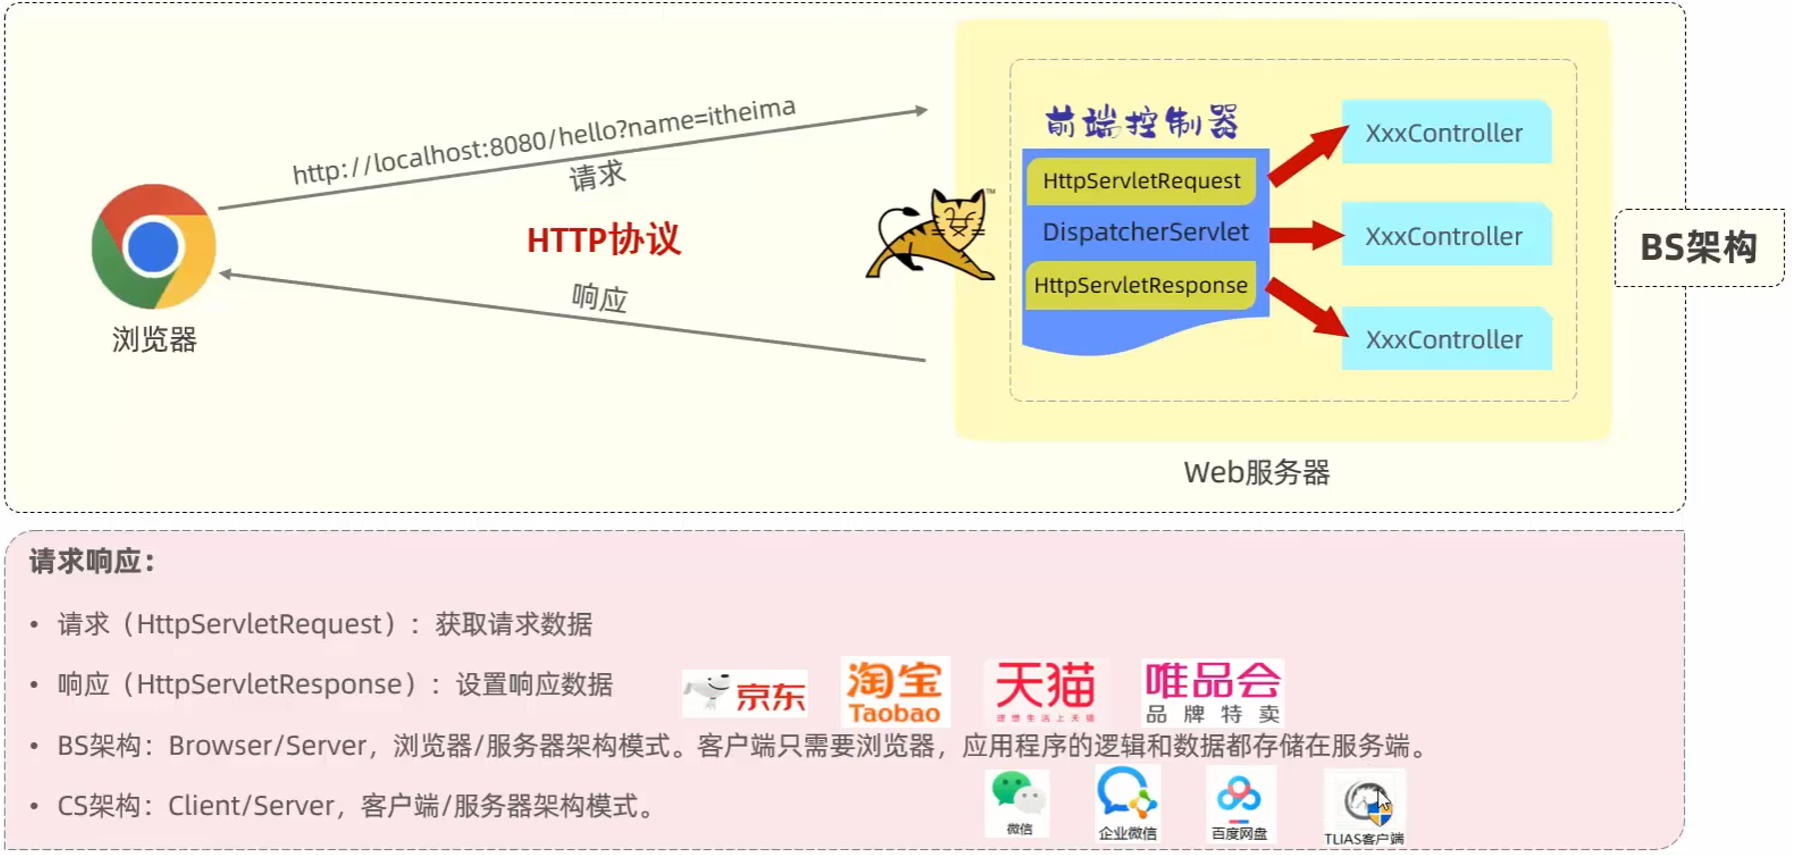 http://localhost:8080/hello?name=itheima
请求
HTTP协议
响应
浏览器
前端控制器
HttpServletRequest
DispatcherServlet
HttpServletResponse
XxxController
XxxController
XxxController
TM
Web服务器
BS架构
请求响应：
• 请求（HttpServletRequest）：获取请求数据
• 响应（HttpServletResponse）：设置响应数据
京东
淘宝
Taobao
天猫
理想生活上天猫
唯品会
品牌特卖
• BS架构：Browser/Server，浏览器/服务器架构模式。客户端只需要浏览器，应用程序的逻辑和数据都存储在服务端。
• CS架构：Client/Server，客户端/服务器架构模式。
微信
企业微信
百度网盘
TLIAS客户端